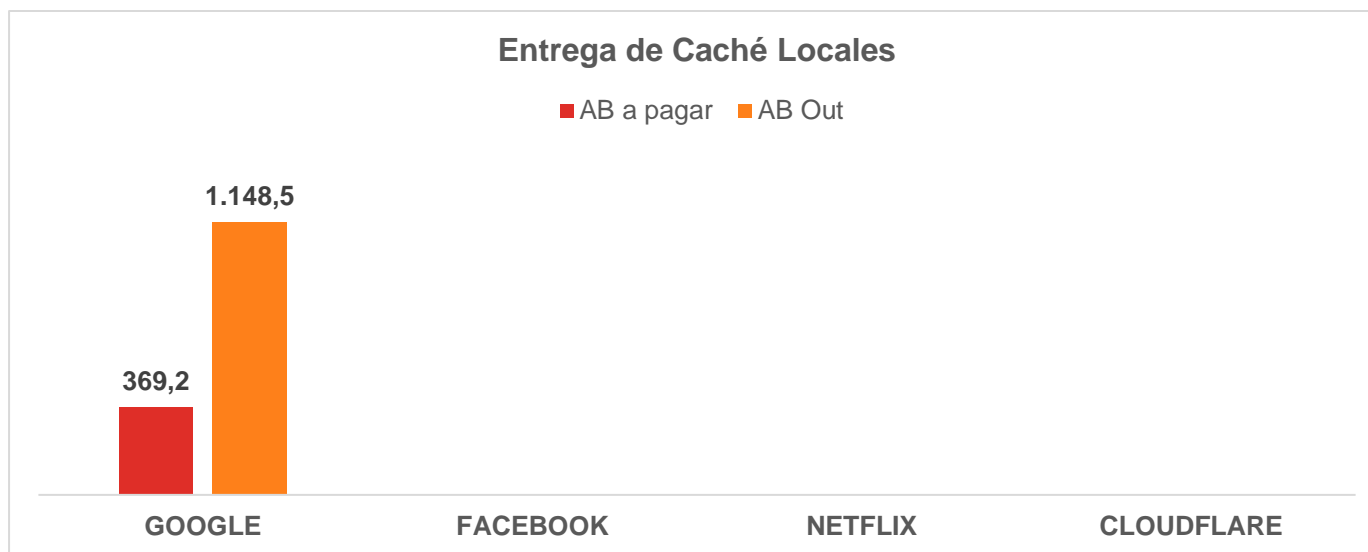 Entrega de Caché Locales
AB a pagar AB Out
1.148,5
369,2
GOOGLE FACEBOOK NETFLIX CLOUDFLARE